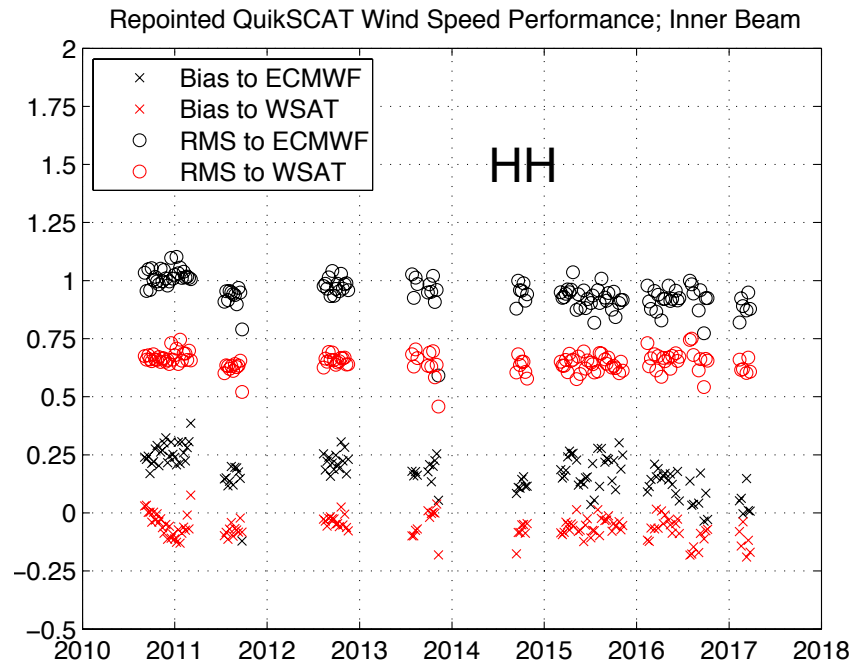 Repointed QuikSCAT Wind Speed Performance; Inner Beam
2
1.75
1.5
1.25
1
0.75
0.5
0.25
0
−0.25
−0.5
Bias to ECMWF
Bias to WSAT
RMS to ECMWF
RMS to WSAT
HH
2010 2011 2012 2013 2014 2015 2016 2017 2018